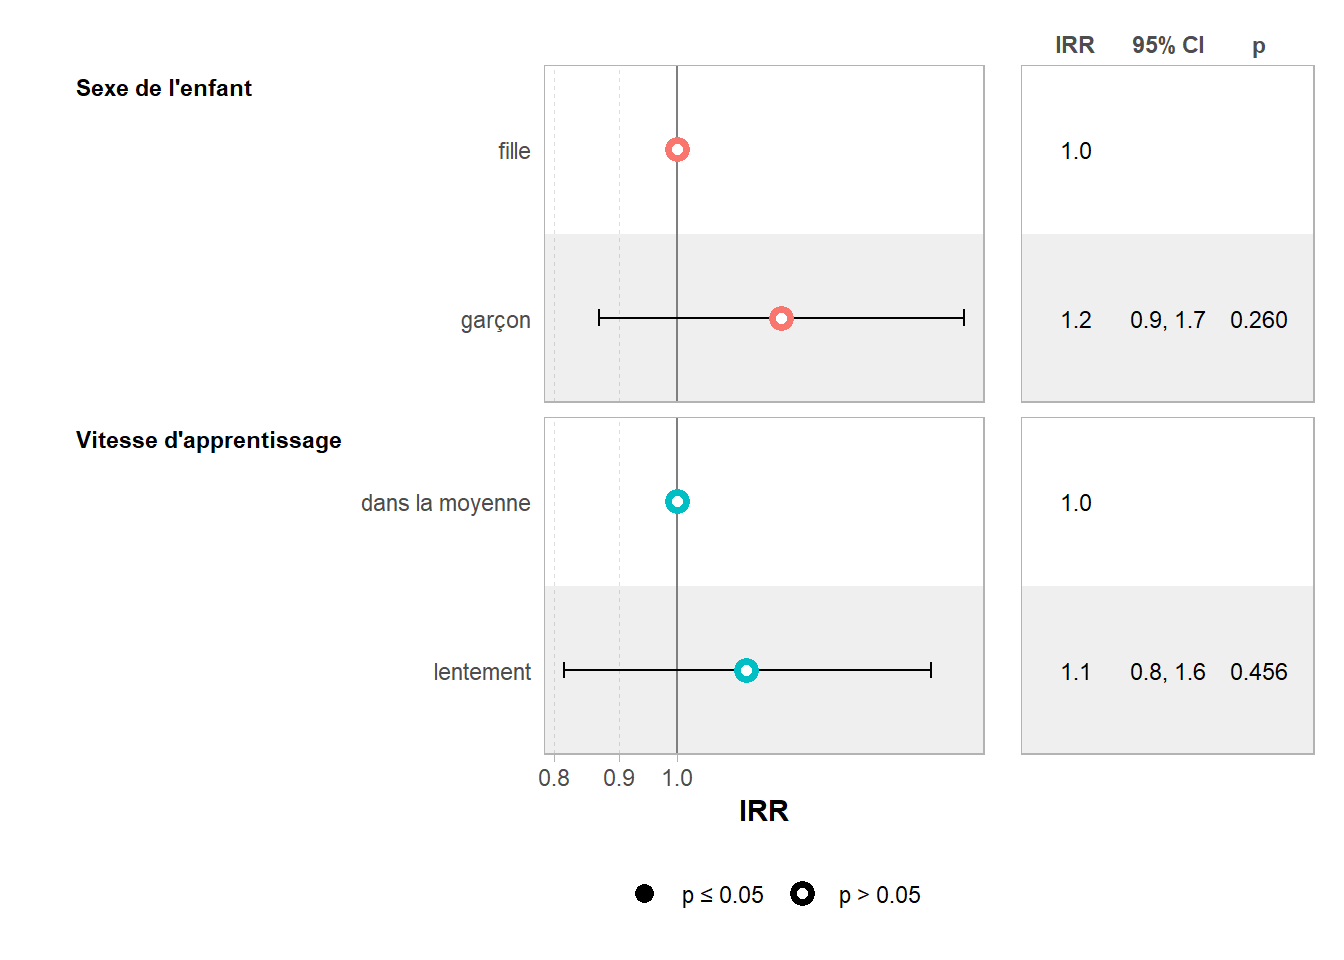 IRR 95% CI p
Sexe de l'enfant
fille 1.0
garçon 1.2 0.9, 1.7 0.260
Vitesse d'apprentissage
dans la moyenne 1.0
lentement 1.1 0.8, 1.6 0.456
0.8 0.9 1.0
IRR
p ≤ 0.05 p > 0.05